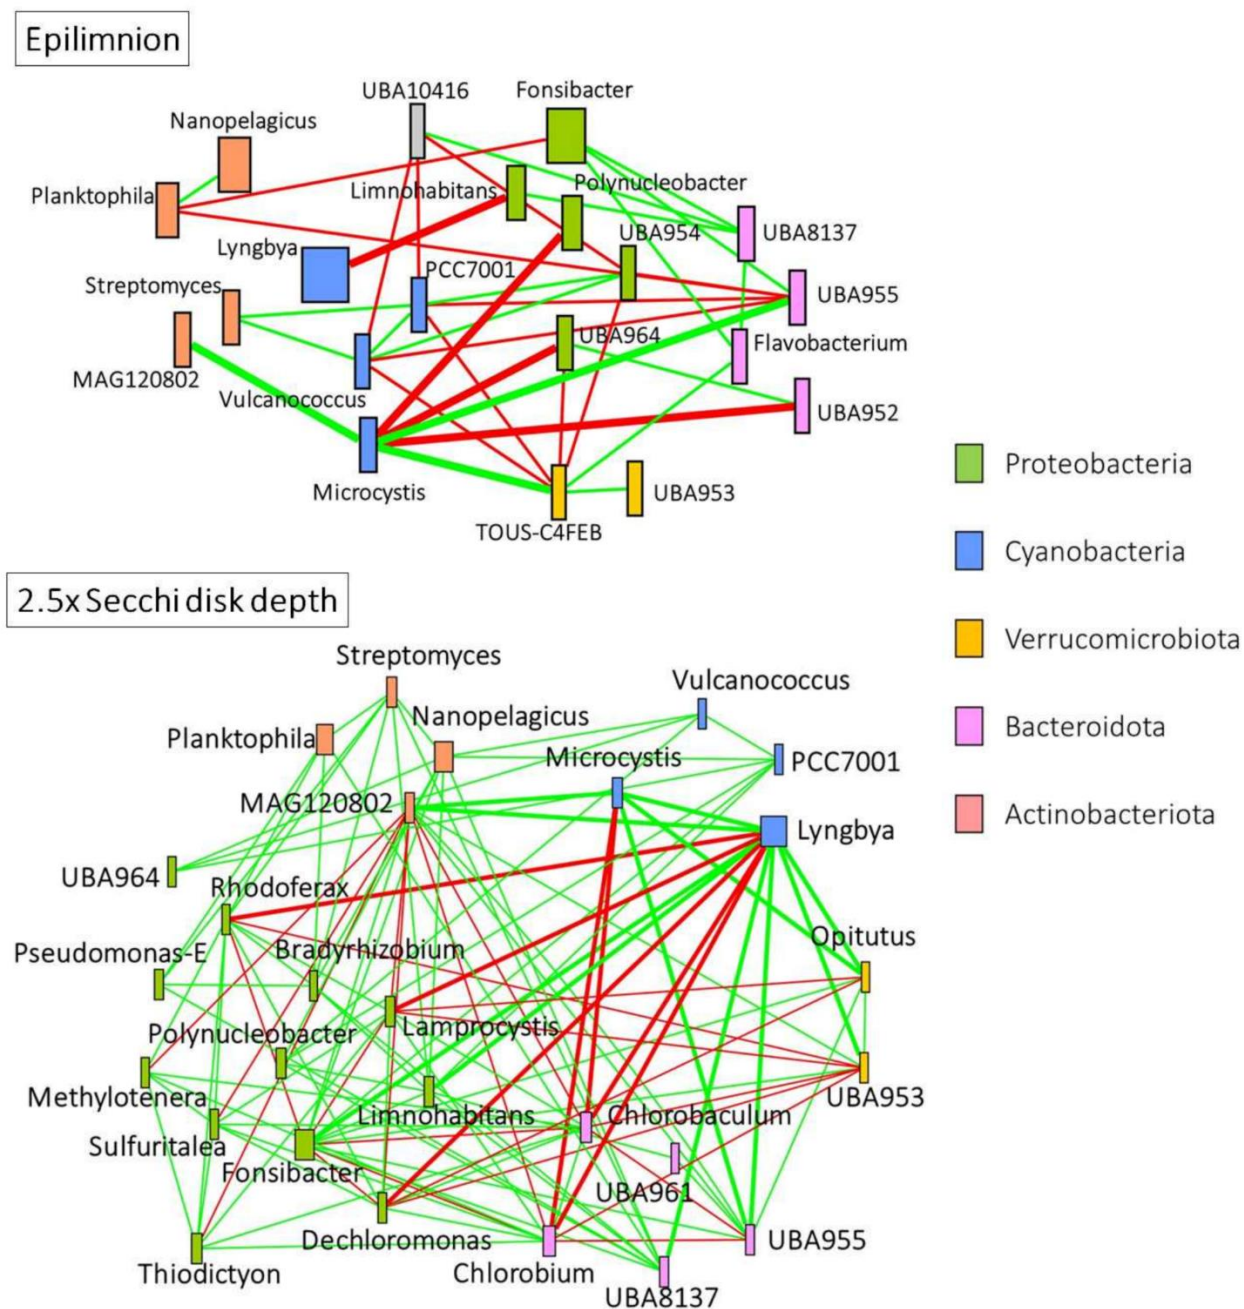 Epilimnion
UBA10416
Fonsibacter
Nanopelagicus
Planktophila
Limnohabitans
Polynucleobacter
UBA954
UBA8137
Lyngbya
PCC7001
Streptomyces
UBA955
UBA964
Flavobacterium
MAG120802
Vulcanococcus
UBA952
Microcystis
UBA953
TOUS-C4FEB
Proteobacteria
Cyanobacteria
Verrucomicrobiota
Bacteroidota
Actinobacteriota
2.5x Secchi disk depth
Streptomyces
Vulcanococcus
Nanopelagicus
Planktophila
Microcystis
PCC7001
MAG120802
Lyngbya
UBA964
Rhodoferax
Opitutus
Pseudomonas-E
Bradyrhizobium
Lamprocystis
Polynucleobacter
Methylotenera
UBA953
Limnohabitans
Chlorobaculum
Sulfuritalea
Fonsibacter
UBA961
Dechloromonas
UBA955
Thiodictyon
Chlorobium
UBA8137